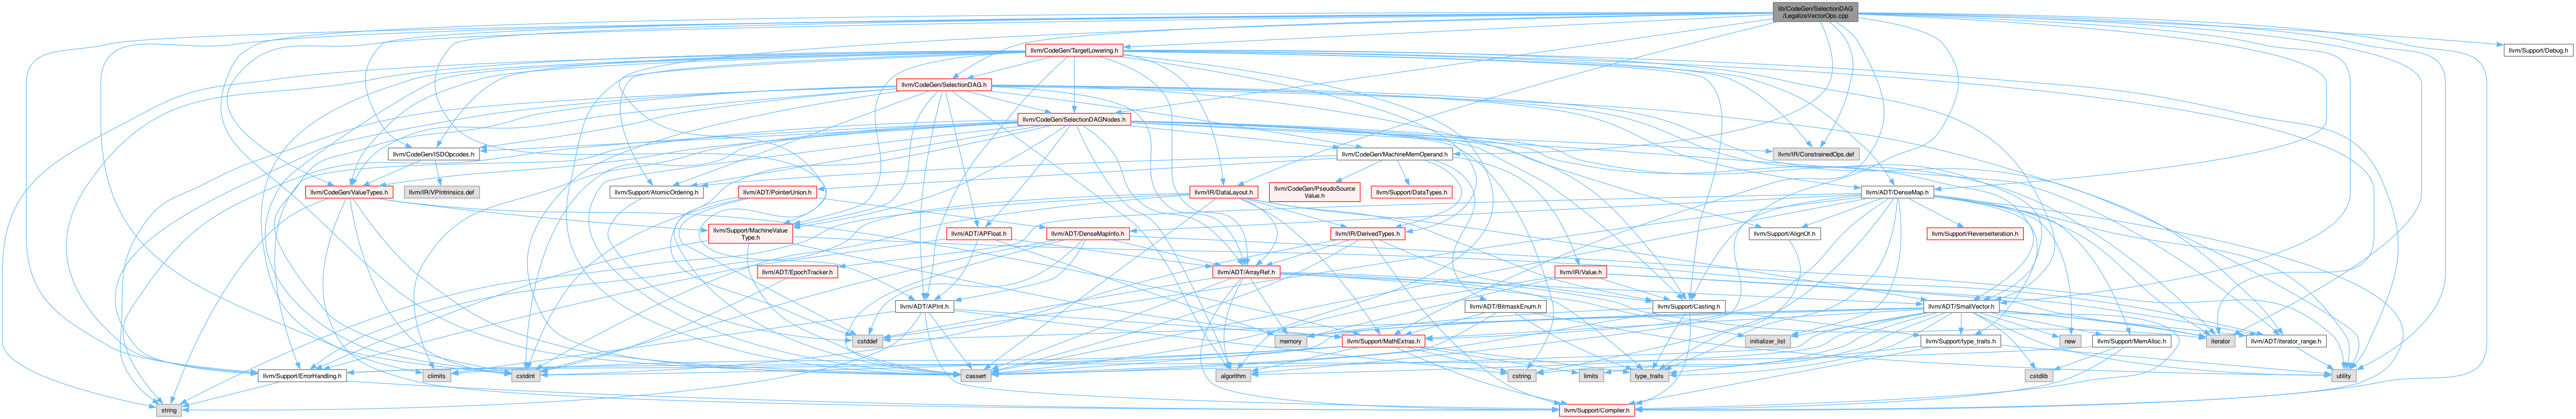 lib/CodeGen/SelectionDAG
/LegalizeVectorOps.cpp
llvm/Support/Debug.h
llvm/CodeGen/TargetLowering.h
llvm/CodeGen/SelectionDAG.h
llvm/CodeGen/SelectionDAGNodes.h
llvm/CodeGen/ISDOpcodes.h
llvm/CodeGen/MachineMemOperand.h
llvm/IR/ConstrainedOps.def
llvm/CodeGen/ValueTypes.h
llvm/IR/VPIntrinsics.def
llvm/Support/AtomicOrdering.h
llvm/ADT/PointerUnion.h
llvm/IR/DataLayout.h
llvm/CodeGen/PseudoSource
Value.h
llvm/Support/DataTypes.h
llvm/ADT/DenseMap.h
llvm/Support/MachineValue
Type.h
llvm/ADT/APFloat.h
llvm/ADT/DenseMapInfo.h
llvm/IR/DerivedTypes.h
llvm/Support/AlignOf.h
llvm/Support/ReverseIteration.h
llvm/ADT/EpochTracker.h
llvm/ADT/ArrayRef.h
llvm/IR/Value.h
llvm/ADT/APInt.h
llvm/ADT/BitmaskEnum.h
llvm/Support/Casting.h
llvm/ADT/SmallVector.h
cstddef
memory
llvm/Support/MathExtras.h
initializer_list
llvm/Support/type_traits.h
new
llvm/Support/MemAlloc.h
iterator
llvm/ADT/iterator_range.h
llvm/Support/ErrorHandling.h
climits
cstdint
cassert
algorithm
cstring
limits
type_traits
cstdlib
utility
string
llvm/Support/Compiler.h